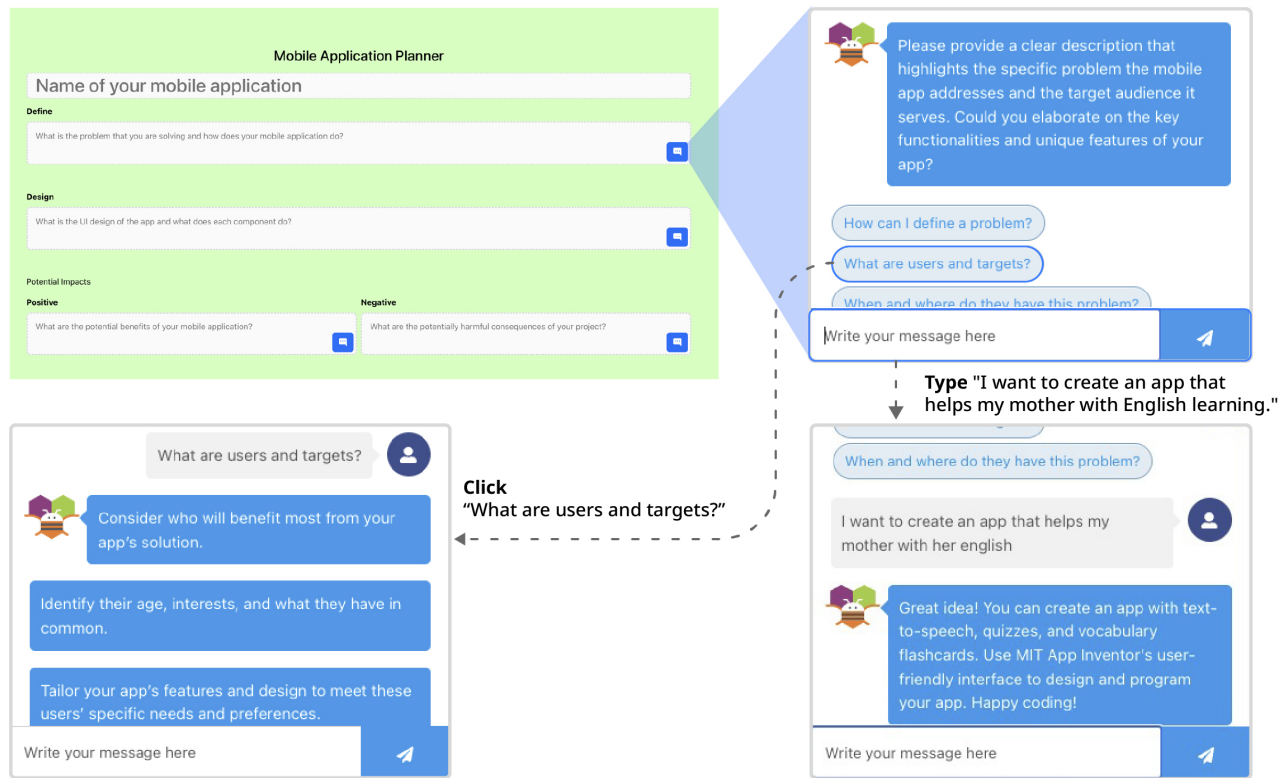 Mobile Application Planner
Name of your mobile application
Define
What is the problem that you are solving and how does your mobile application do?
Design
What is the UI design of the app and what does each component do?
Potential Impacts
Positive
Negative
What are the potential benefits of your mobile application?
What are the potentially harmful consequences of your project?
Please provide a clear description that
highlights the specific problem the mobile
app addresses and the target audience it
serves. Could you elaborate on the key
functionalities and unique features of your
app?
How can I define a problem?
What are users and targets?
When and where do they have this problem?
Write your message here
Type "I want to create an app that
helps my mother with English learning."
Click
“What are users and targets?”
What are users and targets?
Consider who will benefit most from your
app's solution.
Identify their age, interests, and what they have in
common.
Tailor your app's features and design to meet these
users' specific needs and preferences.
Write your message here
When and where do they have this problem?
I want to create an app that helps my
mother with her english
Great idea! You can create an app with text-
to-speech, quizzes, and vocabulary
flashcards. Use MIT App Inventor's user-
friendly interface to design and program
your app. Happy coding!
Write your message here